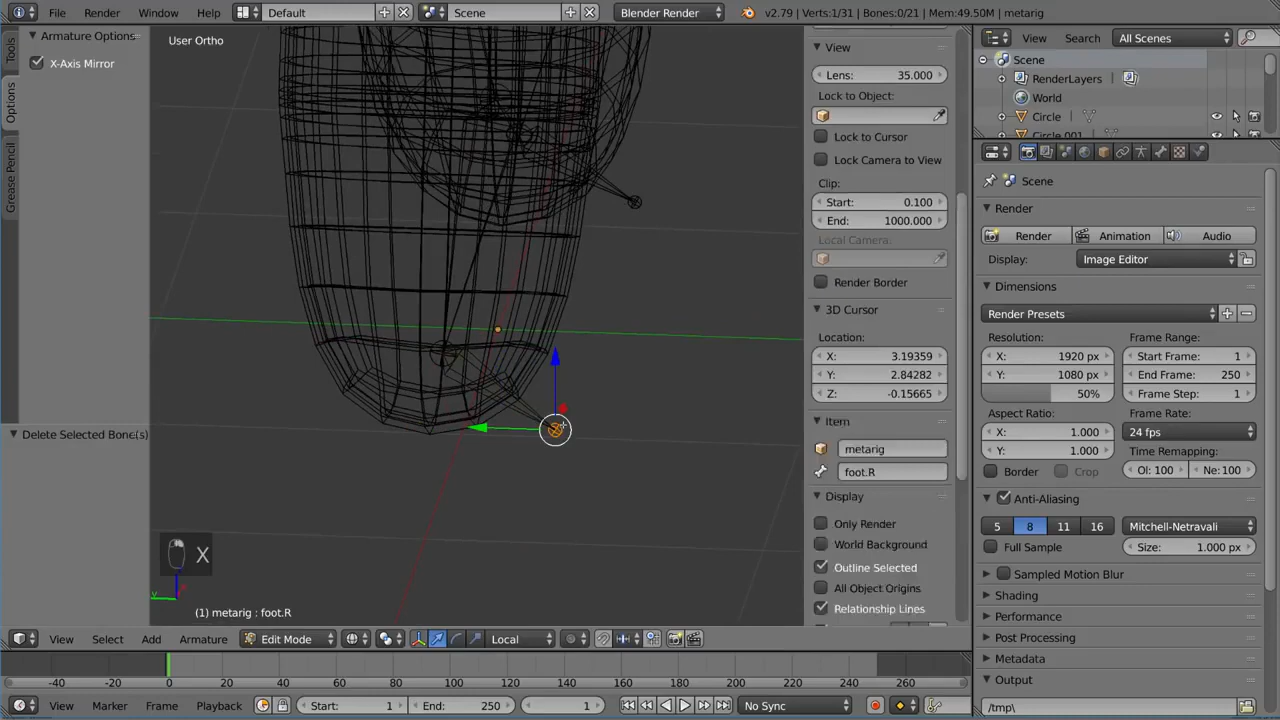 File Render Window Help Default Scene Blender Render v2.79 | Verts:1/31 | Bones:0/21 | Mem:49.50M | metarig
Armature Options
X-Axis Mirror
Tools
Options
Grease Pencil
Delete Selected Bone(s)
User Ortho
X
(1) metarig : foot.R
View
Lens: 35.000
Lock to Object:
Lock to Cursor
Lock Camera to View
Clip:
Start: 0.100
End: 1000.000
Local Camera:
Render Border
3D Cursor
Location:
X: 3.19359
Y: 2.84282
Z: -0.15665
Item
metarig
foot.R
Display
Only Render
World Background
Outline Selected
All Object Origins
Relationship Lines
View Search All Scenes
Scene
RenderLayers
World
Circle
Circle.001
Scene
Render
Render Animation Audio
Display: Image Editor
Dimensions
Render Presets
Resolution: Frame Range:
X: 1920 px Start Frame: 1
Y: 1080 px End Frame: 250
50% Frame Step: 1
Aspect Ratio: Frame Rate:
X: 1.000 24 fps
Y: 1.000 Time Remapping:
Border Crop Ol: 100 Ne: 100
Anti-Aliasing
5 8 11 16 Mitchell-Netravali
Full Sample Size: 1.000 px
Sampled Motion Blur
Shading
Performance
Post Processing
Metadata
Output
/tmp\
View Select Add Armature Edit Mode Local
-40 -20 0 20 40 60 80 100 120 140 160 180 200 220 240 260
View Marker Frame Playback Start: 1 End: 250 1 No Sync